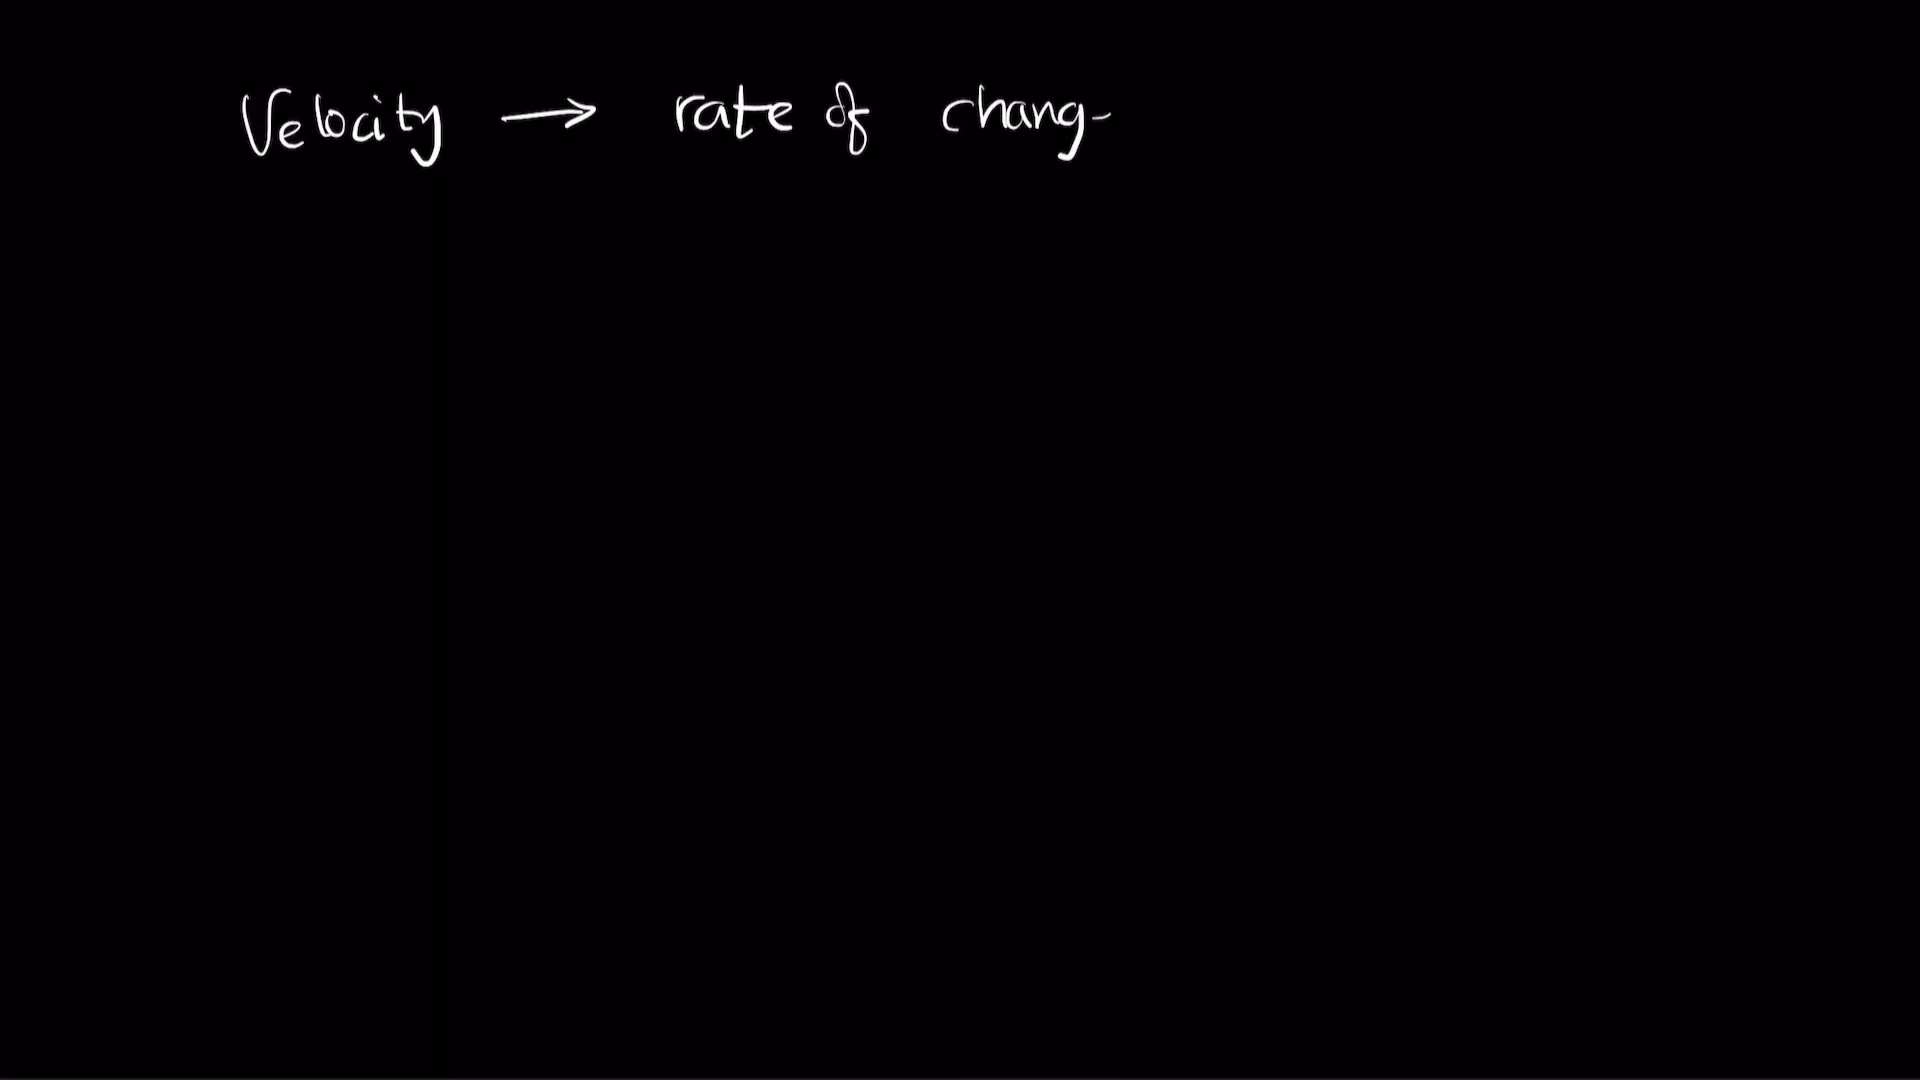 Velocity → rate of chang-